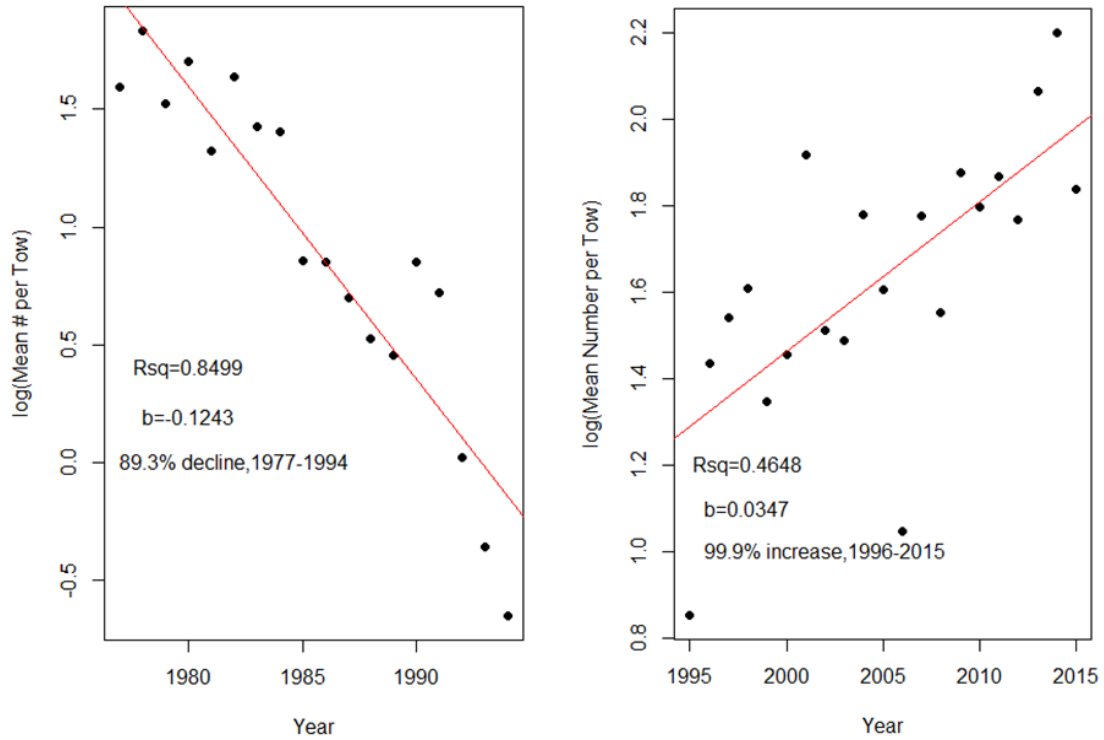 log(Mean # per Tow)
1.5
1.0
0.5
0.0
-0.5
Rsq=0.8499
b=-0.1243
89.3% decline,1977-1994
1980
1985
1990
Year
log(Mean Number per Tow)
2.2
2.0
1.8
1.6
1.4
1.2
1.0
0.8
Rsq=0.4648
b=0.0347
99.9% increase,1996-2015
1995
2000
2005
2010
2015
Year